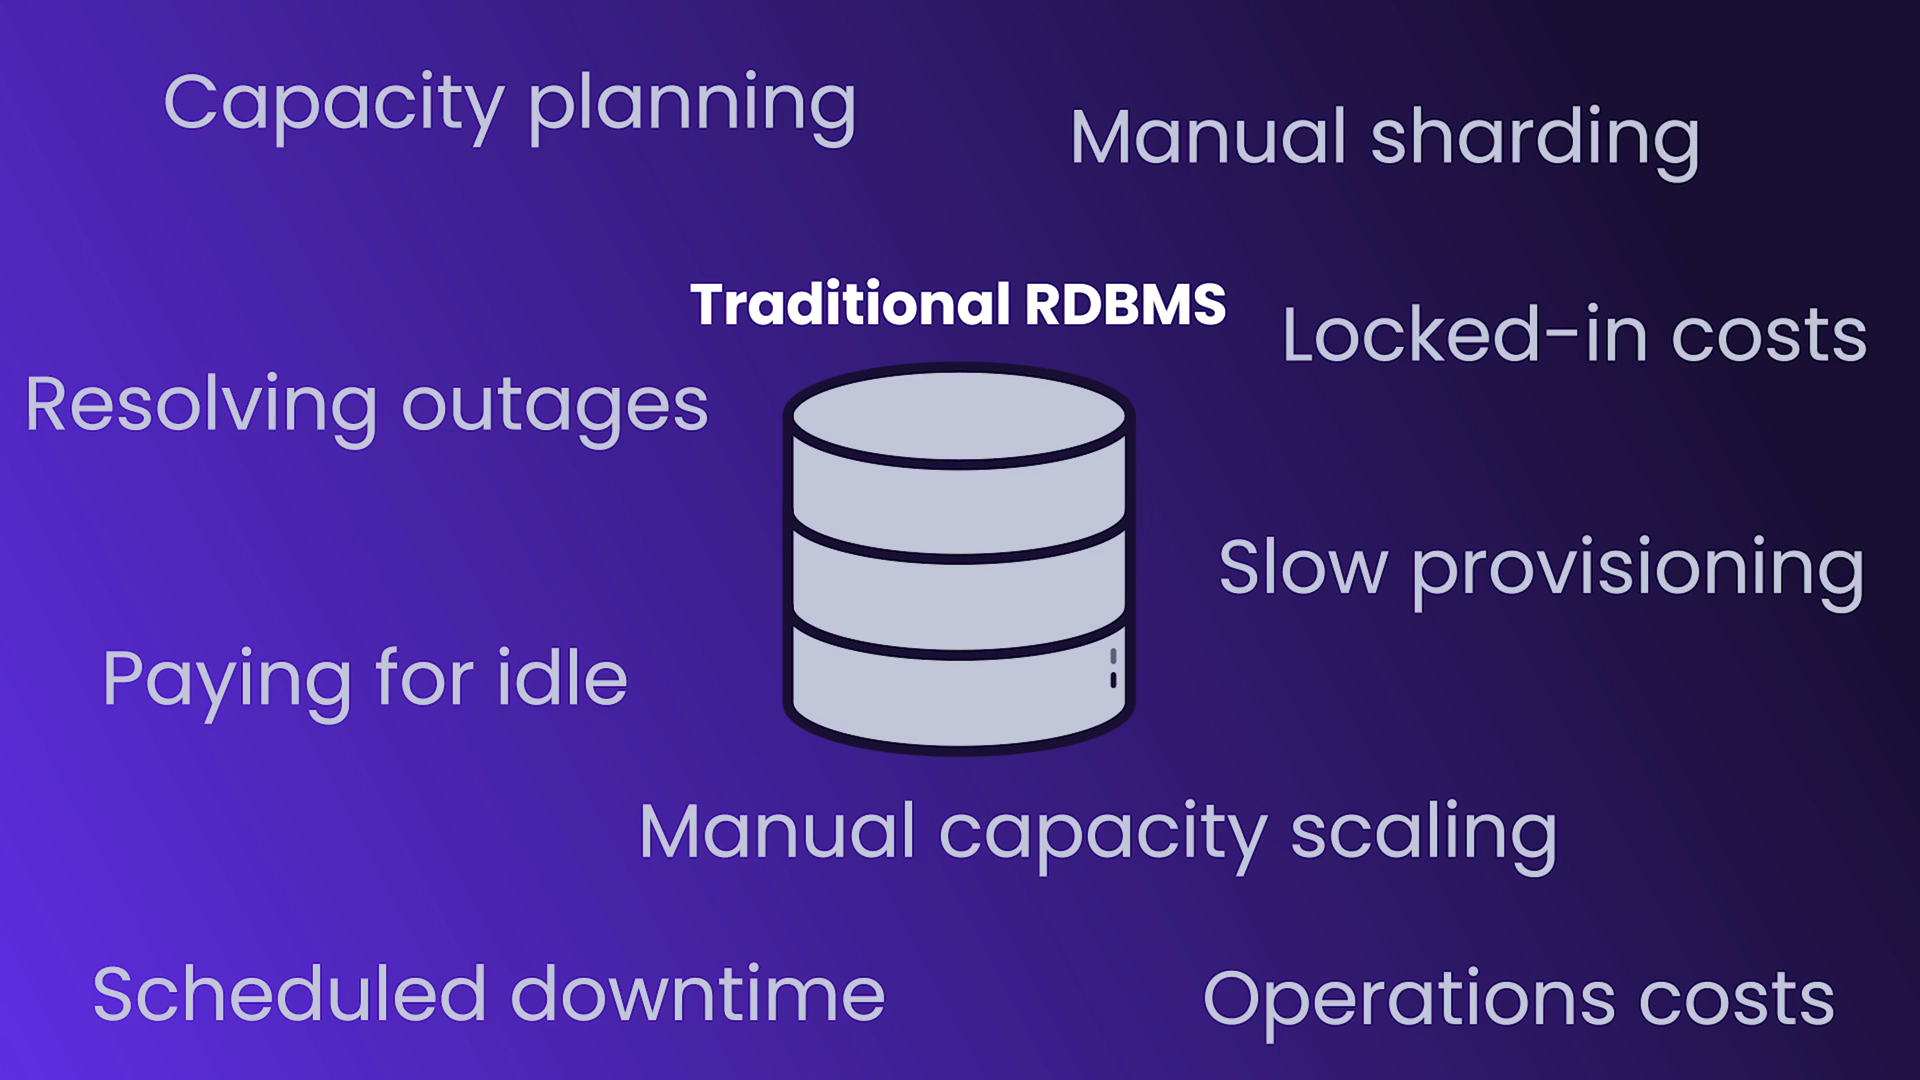 Capacity planning
Manual sharding
Traditional RDBMS
Locked-in costs
Resolving outages
Slow provisioning
Paying for idle
Manual capacity scaling
Scheduled downtime
Operations costs